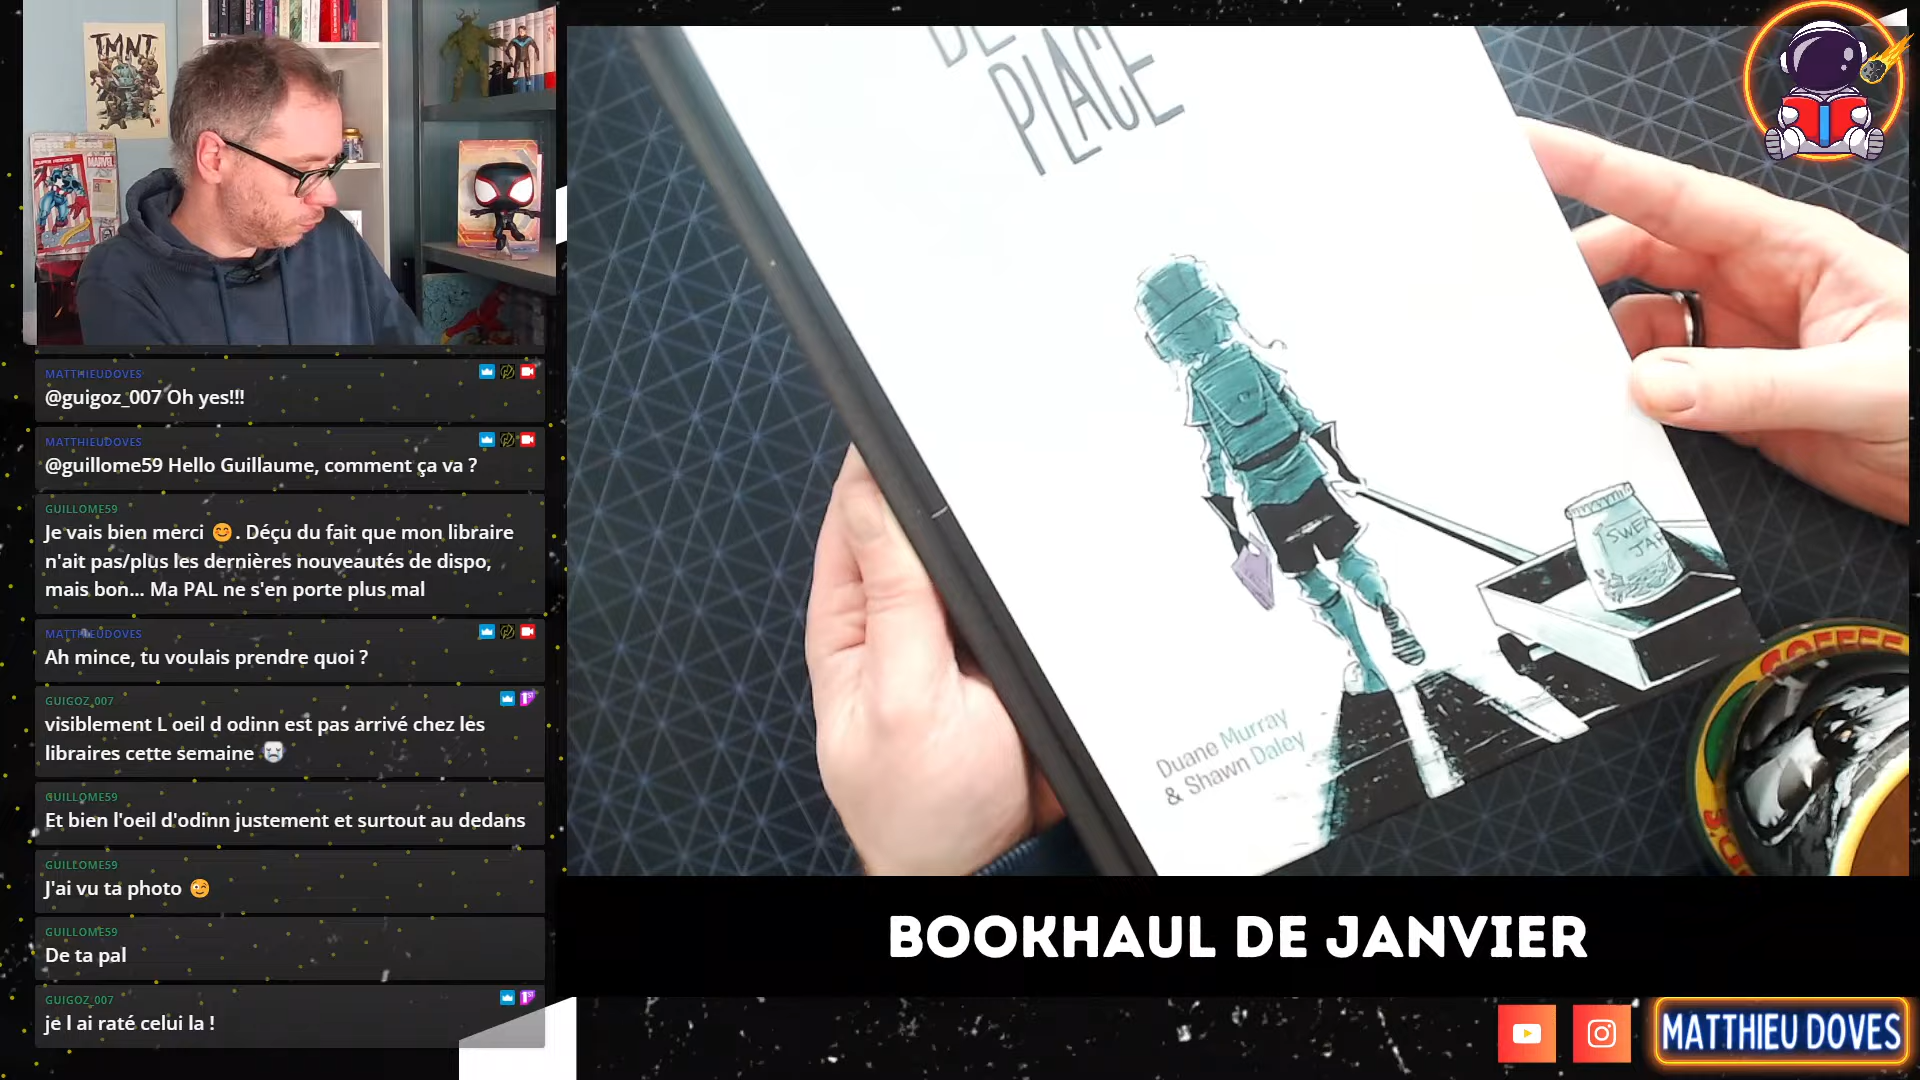 TMNT
MARVEL
MATTHIEUDOVES
@guigoz_007 Oh yes!!!
MATTHIEUDOVES
@guillome59 Hello Guillaume, comment ça va ?
GUILLOME59
Je vais bien merci 😊. Déçu du fait que mon libraire
n'ait pas/plus les dernières nouveautés de dispo,
mais bon... Ma PAL ne s'en porte plus mal
MATTHIEUDOVES
Ah mince, tu voulais prendre quoi ?
GUIGOZ_007
visiblement L oeil d odinn est pas arrivé chez les
libraires cette semaine 😢
GUILLOME59
Et bien l'oeil d'odinn justement et surtout au dedans
GUILLOME59
J'ai vu ta photo 😉
GUILLOME59
De ta pal
GUIGOZ_007
je l ai raté celui la !
DE
PLACE
Duane Murray
& Shawn Daley
COFFEE
BOOKHAUL DE JANVIER
MATTHIEU DOVES